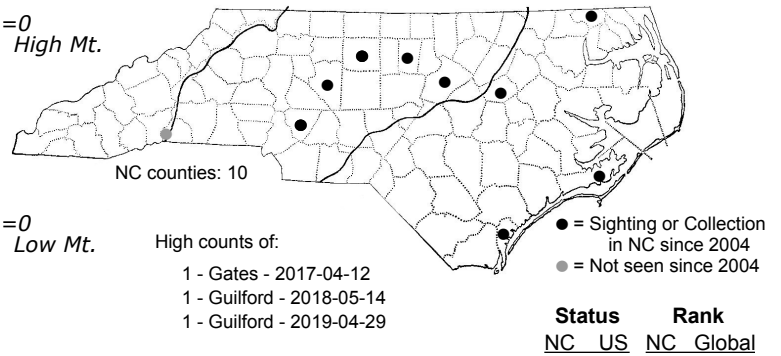 =0
High Mt.
NC counties: 10
=0
Low Mt.
High counts of:
1 - Gates - 2017-04-12
1 - Guilford - 2018-05-14
1 - Guilford - 2019-04-29
= Sighting or Collection
in NC since 2004
= Not seen since 2004
Status Rank
NC US NC Global